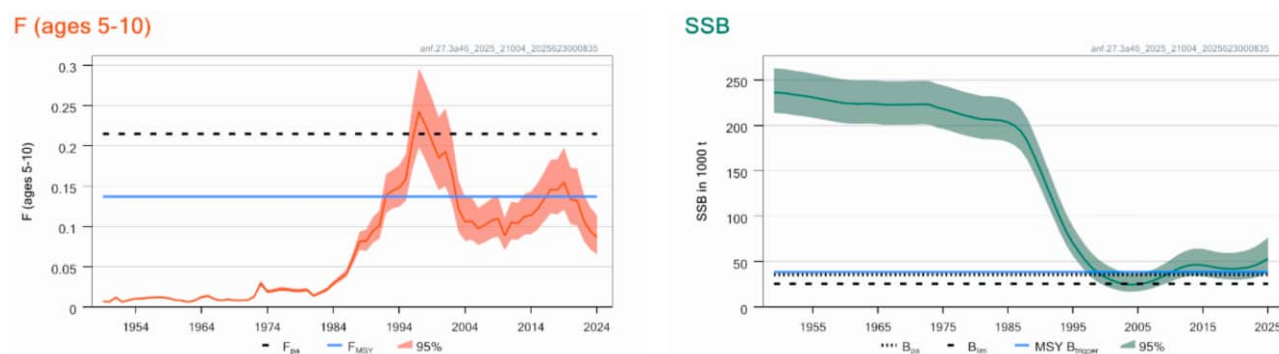 F (ages 5-10)
anf.27.3a46_2025_21004_2025623000835
0.3
0.25
0.2
0.15
0.1
0.05
0
F (ages 5-10)
1954 1964 1974 1984 1994 2004 2014 2024
Fpa FMSY 95%
SSB
anf.27.3a46_2025_21004_2025623000835
250
200
150
100
50
0
SSB in 1000 t
1955 1965 1975 1985 1995 2005 2015 2025
Bpa Blim MSY Btrigger 95%